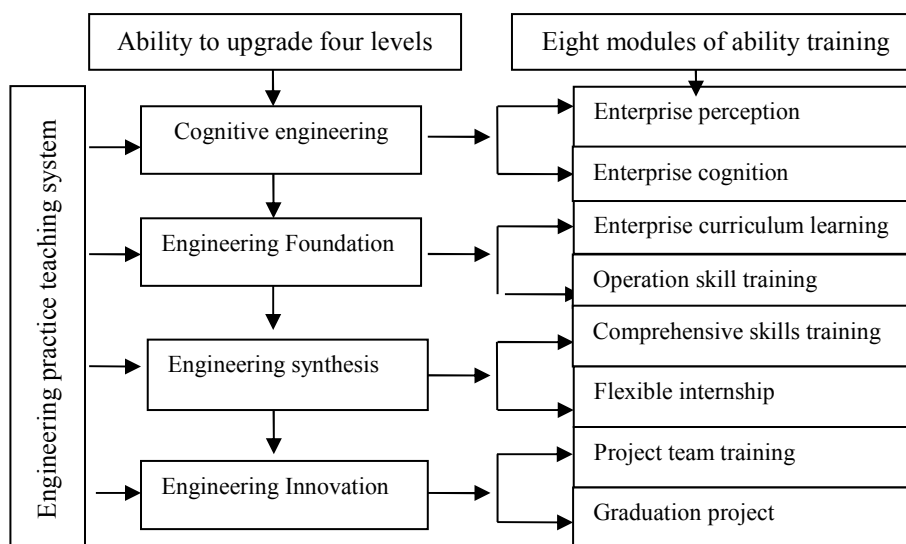 Ability to upgrade four levels
Eight modules of ability training
Engineering practice teaching system
Cognitive engineering
Enterprise perception
Enterprise cognition
Engineering Foundation
Enterprise curriculum learning
Operation skill training
Engineering synthesis
Comprehensive skills training
Flexible internship
Engineering Innovation
Project team training
Graduation project